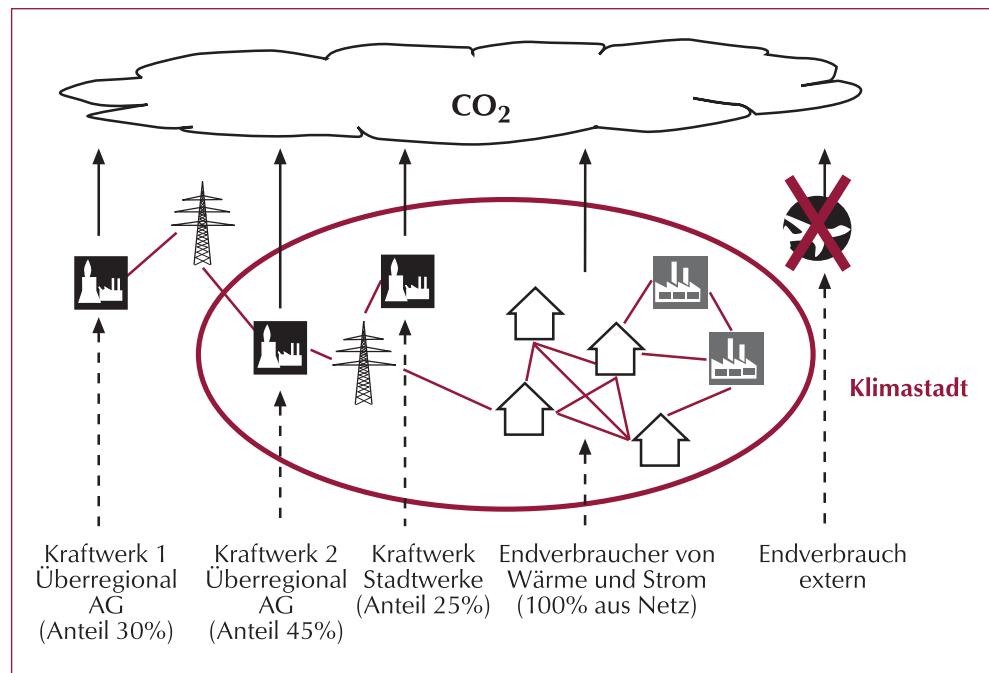 CO₂
Klimastadt
Kraftwerk 1
Überregional
AG
(Anteil 30%)
Kraftwerk 2
Überregional
AG
(Anteil 45%)
Kraftwerk
Stadtwerke
(Anteil 25%)
Endverbraucher von
Wärme und Strom
(100% aus Netz)
Endverbrauch
extern